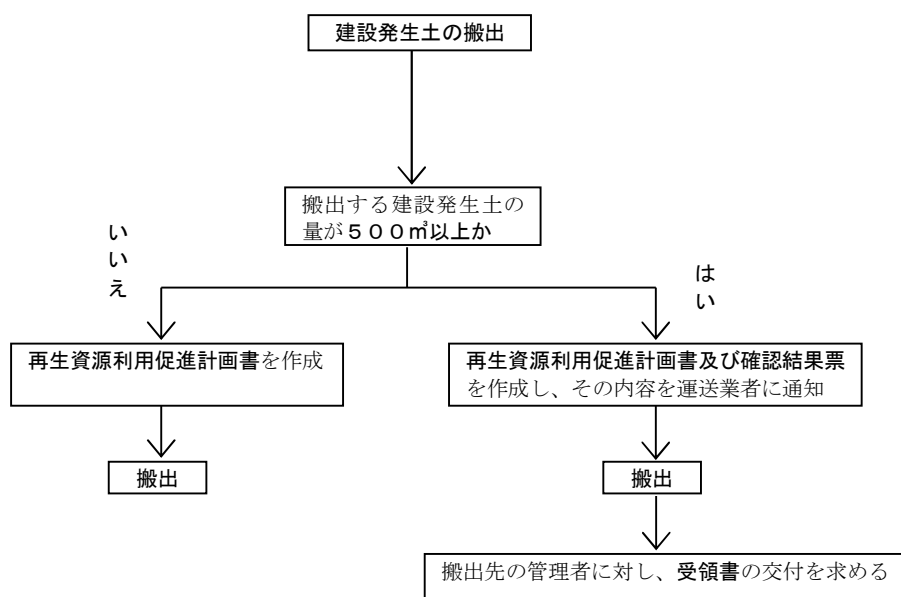 建設発生土の搬出
搬出する建設発生土の
量が５００㎥以上か
いいえ
はい
再生資源利用促進計画書を作成
再生資源利用促進計画書及び確認結果票
を作成し、その内容を運送業者に通知
搬出
搬出
搬出先の管理者に対し、受領書の交付を求める